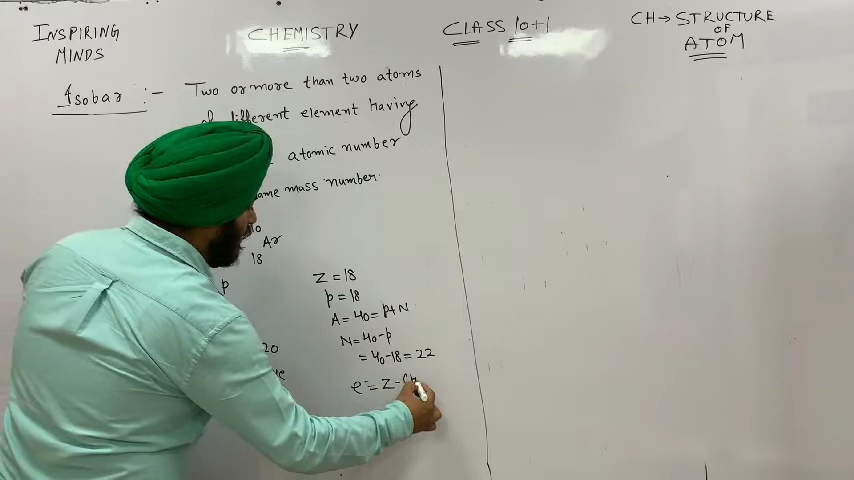 INSPIRING
MINDS
CHEMISTRY
CLASS 10+1
CH→ STRUCTURE
OF
ATOM
Isobar :- Two or more than two atoms
different element having
atomic number
same mass number.
Ar
18
p
Z = 18
p = 18
A = 40 = p+N
N = 40 - p
= 40 - 18 = 22
e⁻ = Z - Ch